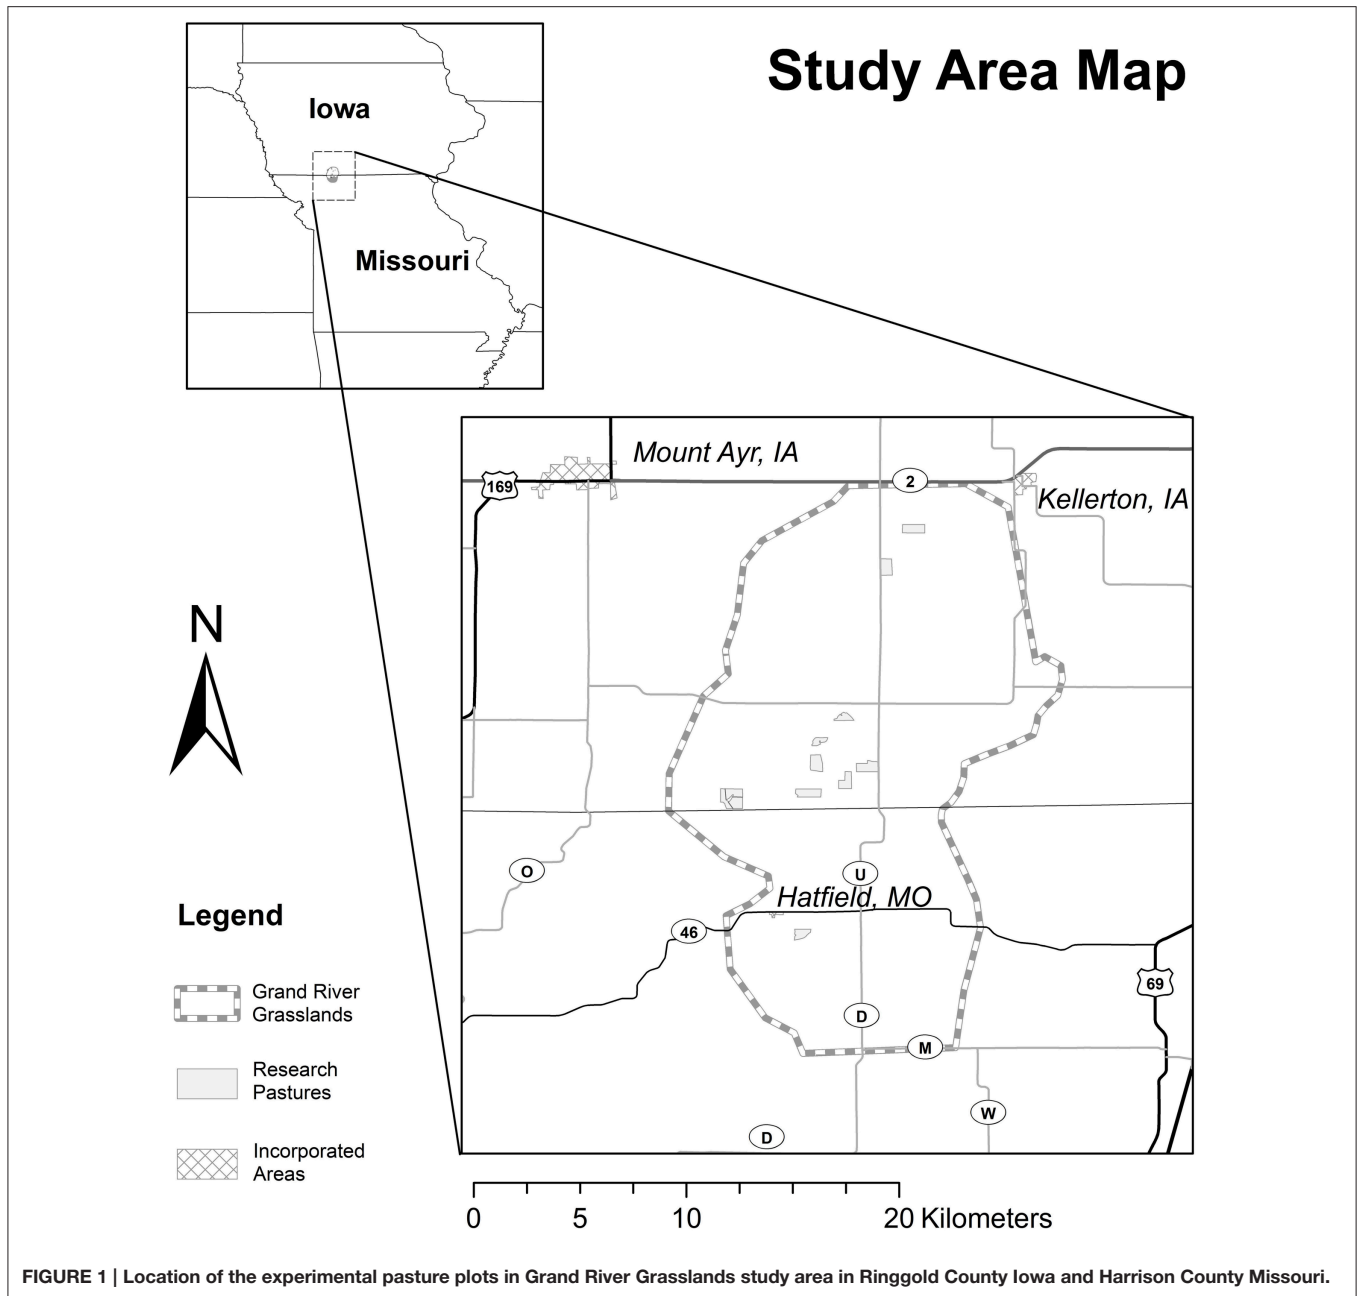 Study Area Map
Iowa
Missouri
Mount Ayr, IA
169
2
Kellerton, IA
N
O
U
Hatfield, MO
46
69
D
M
W
D
Legend
Grand River
Grasslands
Research
Pastures
Incorporated
Areas
0 5 10 20 Kilometers
FIGURE 1 | Location of the experimental pasture plots in Grand River Grasslands study area in Ringgold County Iowa and Harrison County Missouri.